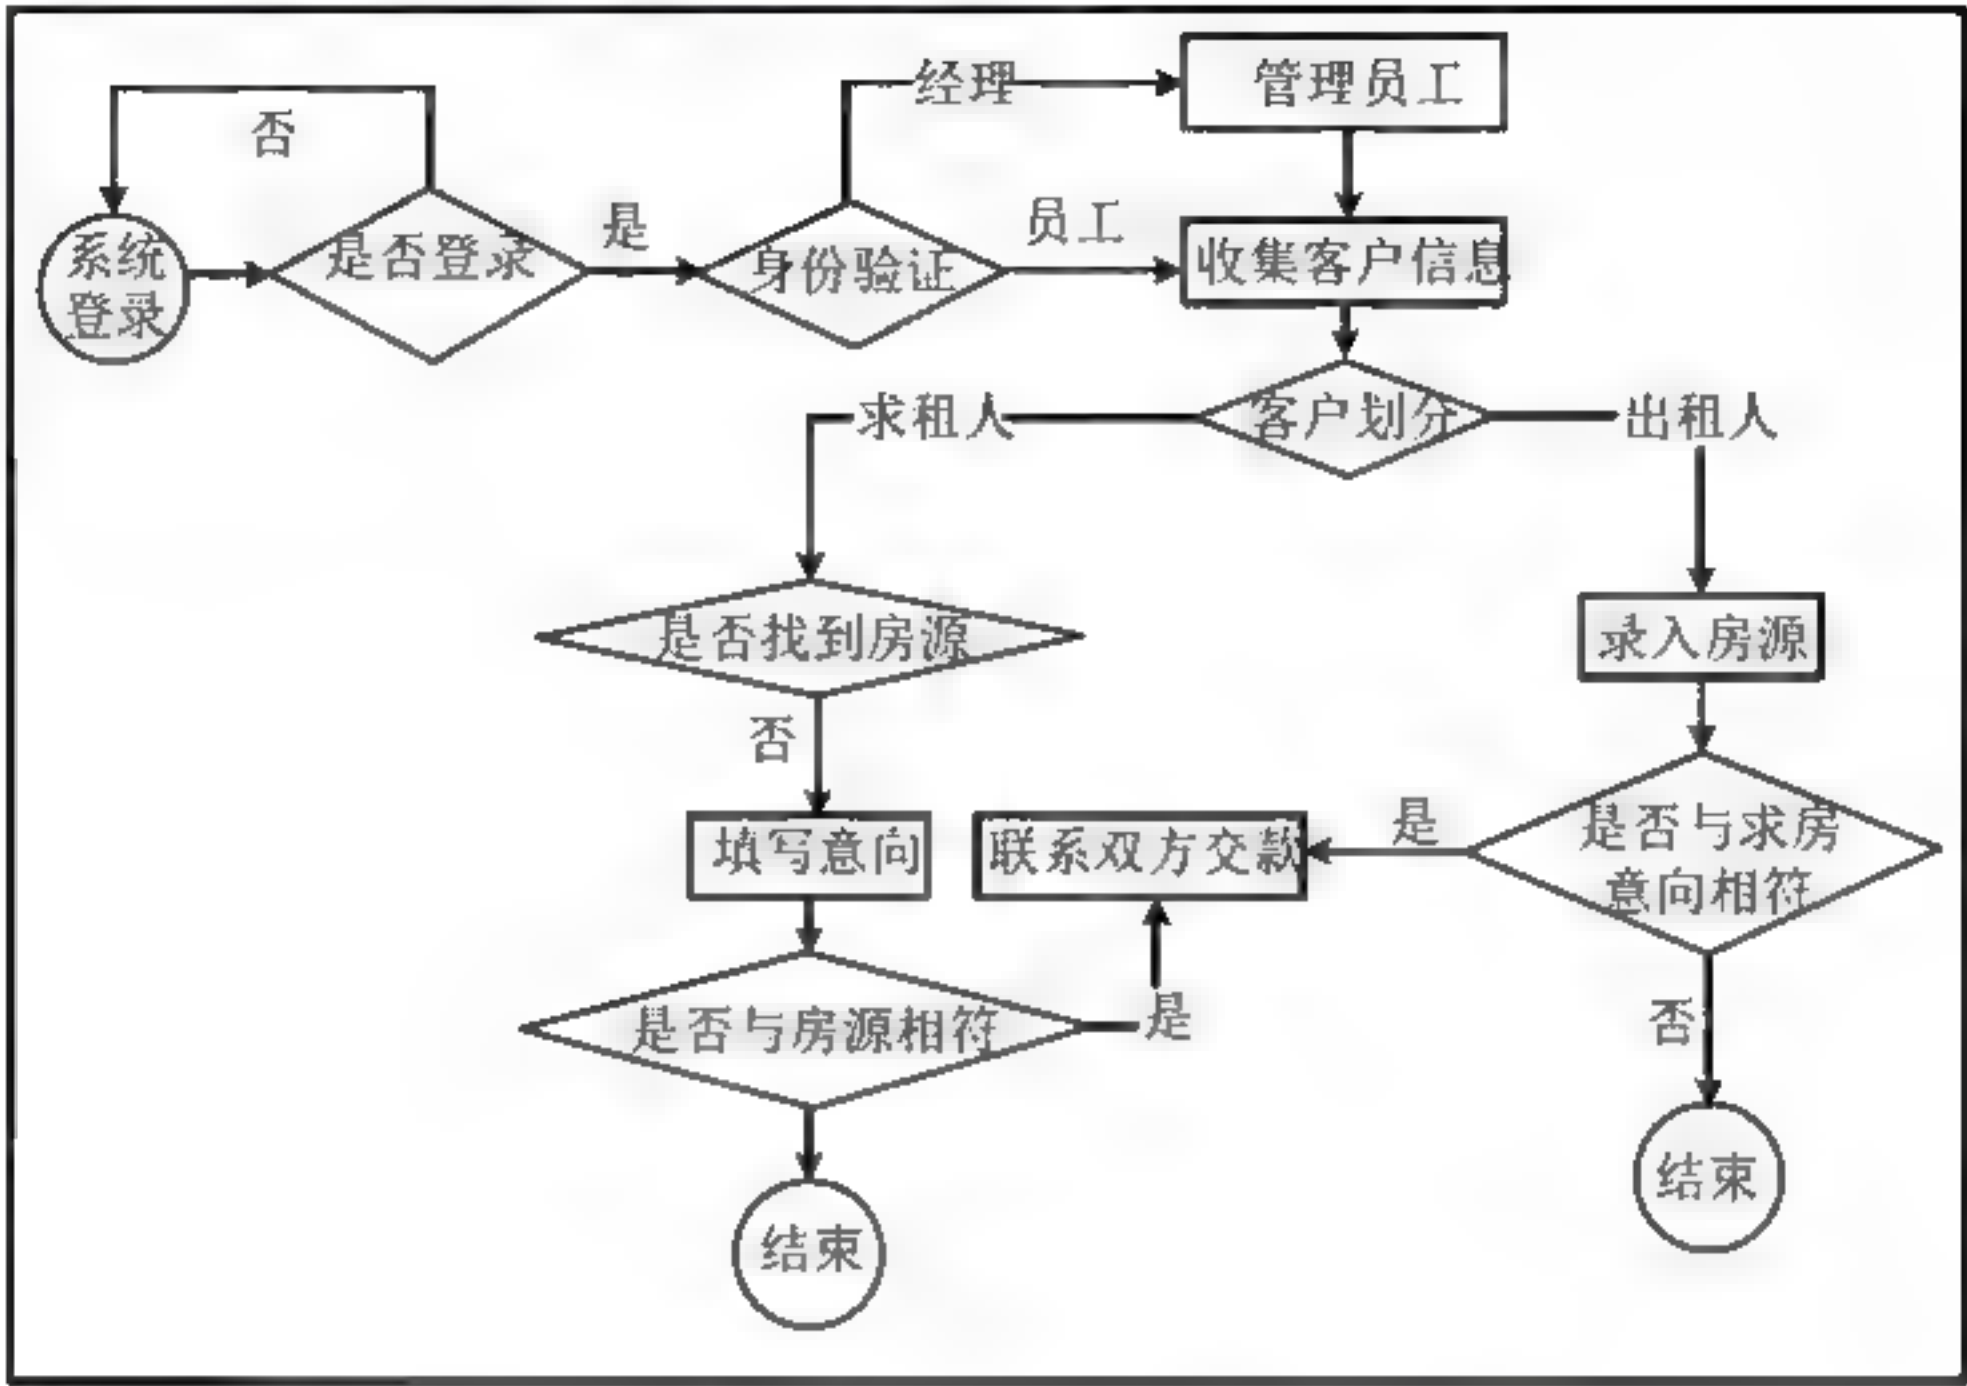 经理
管理员工
否
系统
登录
是否登录
是
身份验证
员工
收集客户信息
求租人
客户划分
出租人
是否找到房源
录入房源
否
填写意向
联系双方交款
是
是否与求房
意向相符
是否与房源相符
是
否
结束
结束